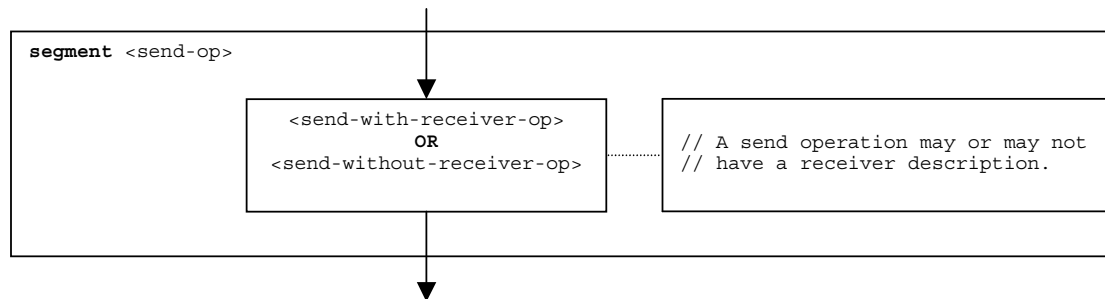 segment <send-op>
<send-with-receiver-op>
OR
<send-without-receiver-op>
// A send operation may or may not
// have a receiver description.